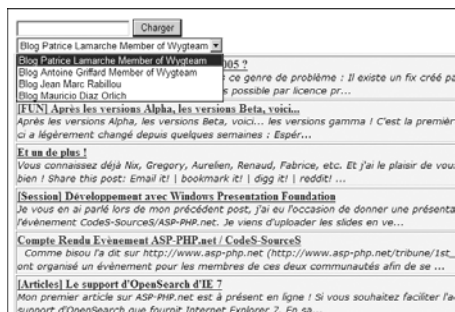 Charger
Blog Patrice Lamarche Member of Wygteam
Blog Patrice Lamarche Member of Wygteam
005 ?
Blog Antoine Griffard Member of Wygteam
ce genre de problème : Il existe un fix créé pa
Blog Jean Marc Rabillou
s possible par licence pr...
Blog Mauricio Diaz Orlich
[FUN] Après les versions Alpha, les versions Beta, voici...
Après les versions Alpha, les versions Beta, voici... les versions gamma ! C'est la premièr
ci a légèrement changé depuis quelques semaines : Espér...
Et un de plus !
Vous connaissez déjà Nix, Gregory, Aurelien, Renaud, Fabrice, etc. Et j'ai le plaisir de vou
bien ! Share this post: Email it! | bookmark it! | digg it! | reddit! ...
[Session] Développement avec Windows Presentation Foundation
Je vous en ai parlé lors de mon précédent post, j'ai eu l'occasion de donner une présenta
l'évènement CodeS-SourceS/ASP-PHP.net. Je viens d'uploader les slides en ve...
Compte Rendu Evènement ASP-PHP.net / CodeS-SourceS
Comme bisou l'a dit sur http://www.asp-php.net (http://www.asp-php.net/tribune/1st_
ont organisé un évènement pour les membres de ces deux communautés afin de se ...
[Articles] Le support d'OpenSearch d'IE 7
Mon premier article sur ASP-PHP.net est à présent en ligne ! Si vous souhaitez faciliter l'a
support d'OpenSearch que fournit Internet Explorer 7. En sa...